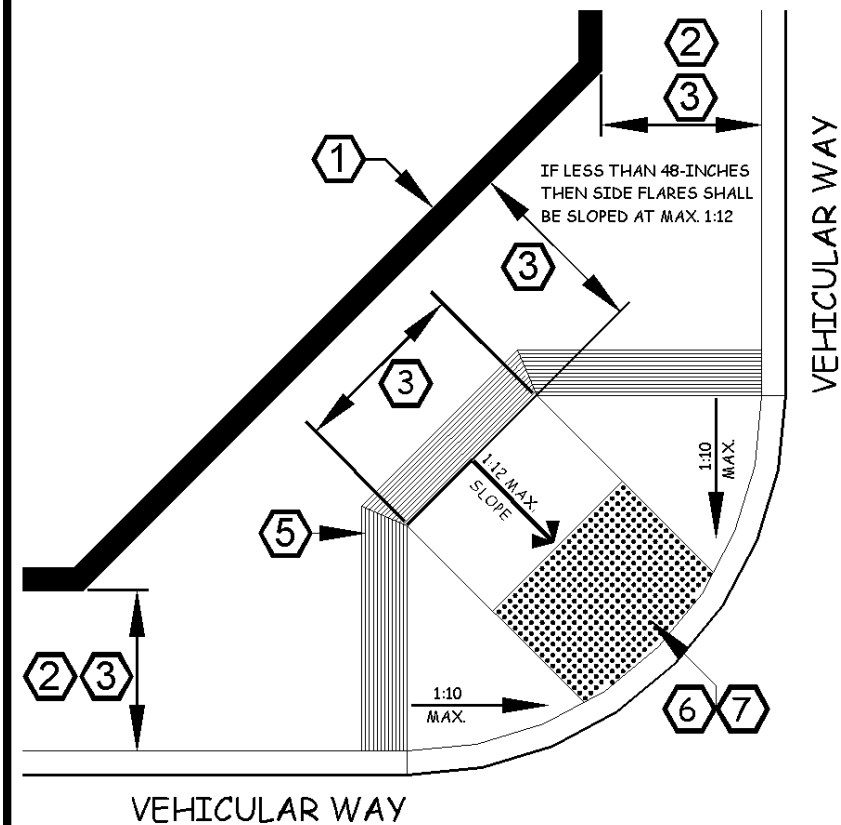 2
3
1
IF LESS THAN 48-INCHES
THEN SIDE FLARES SHALL
BE SLOPED AT MAX. 1:12
VEHICULAR WAY
3
3
1:12 MAX.
SLOPE
1:10
MAX.
5
2 3
1:10
MAX.
6 7
VEHICULAR WAY